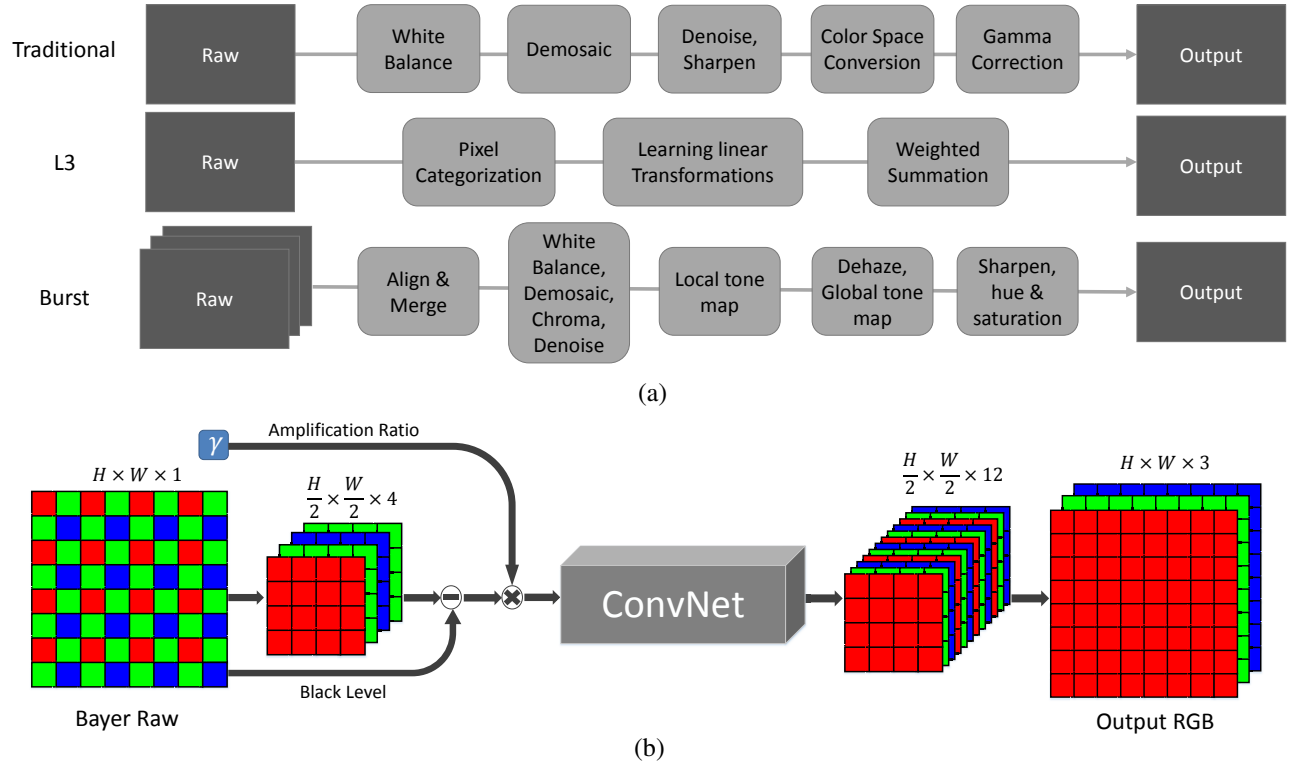 Traditional
Raw
White
Balance
Demosaic
Denoise,
Sharpen
Color Space
Conversion
Gamma
Correction
Output
L3
Raw
Pixel
Categorization
Learning linear
Transformations
Weighted
Summation
Output
Burst
Raw
Align &
Merge
White
Balance,
Demosaic,
Chroma,
Denoise
Local tone
map
Dehaze,
Global tone
map
Sharpen,
hue &
saturation
Output
(a)
γ
Amplification Ratio
H × W × 1
H/2 × W/2 × 4
ConvNet
H/2 × W/2 × 12
H × W × 3
Black Level
Bayer Raw
Output RGB
(b)